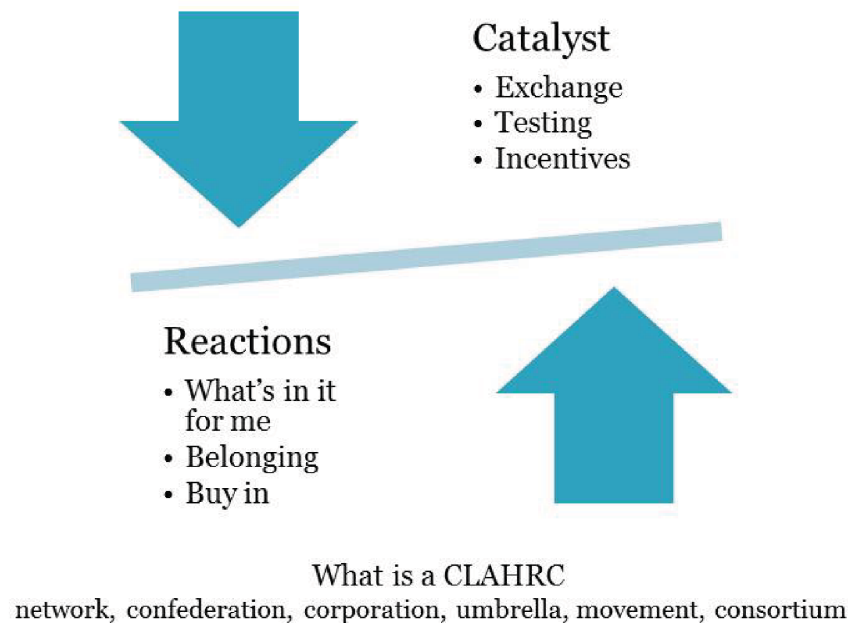 Catalyst
• Exchange
• Testing
• Incentives
Reactions
• What’s in it
for me
• Belonging
• Buy in
What is a CLAHRC
network, confederation, corporation, umbrella, movement, consortium